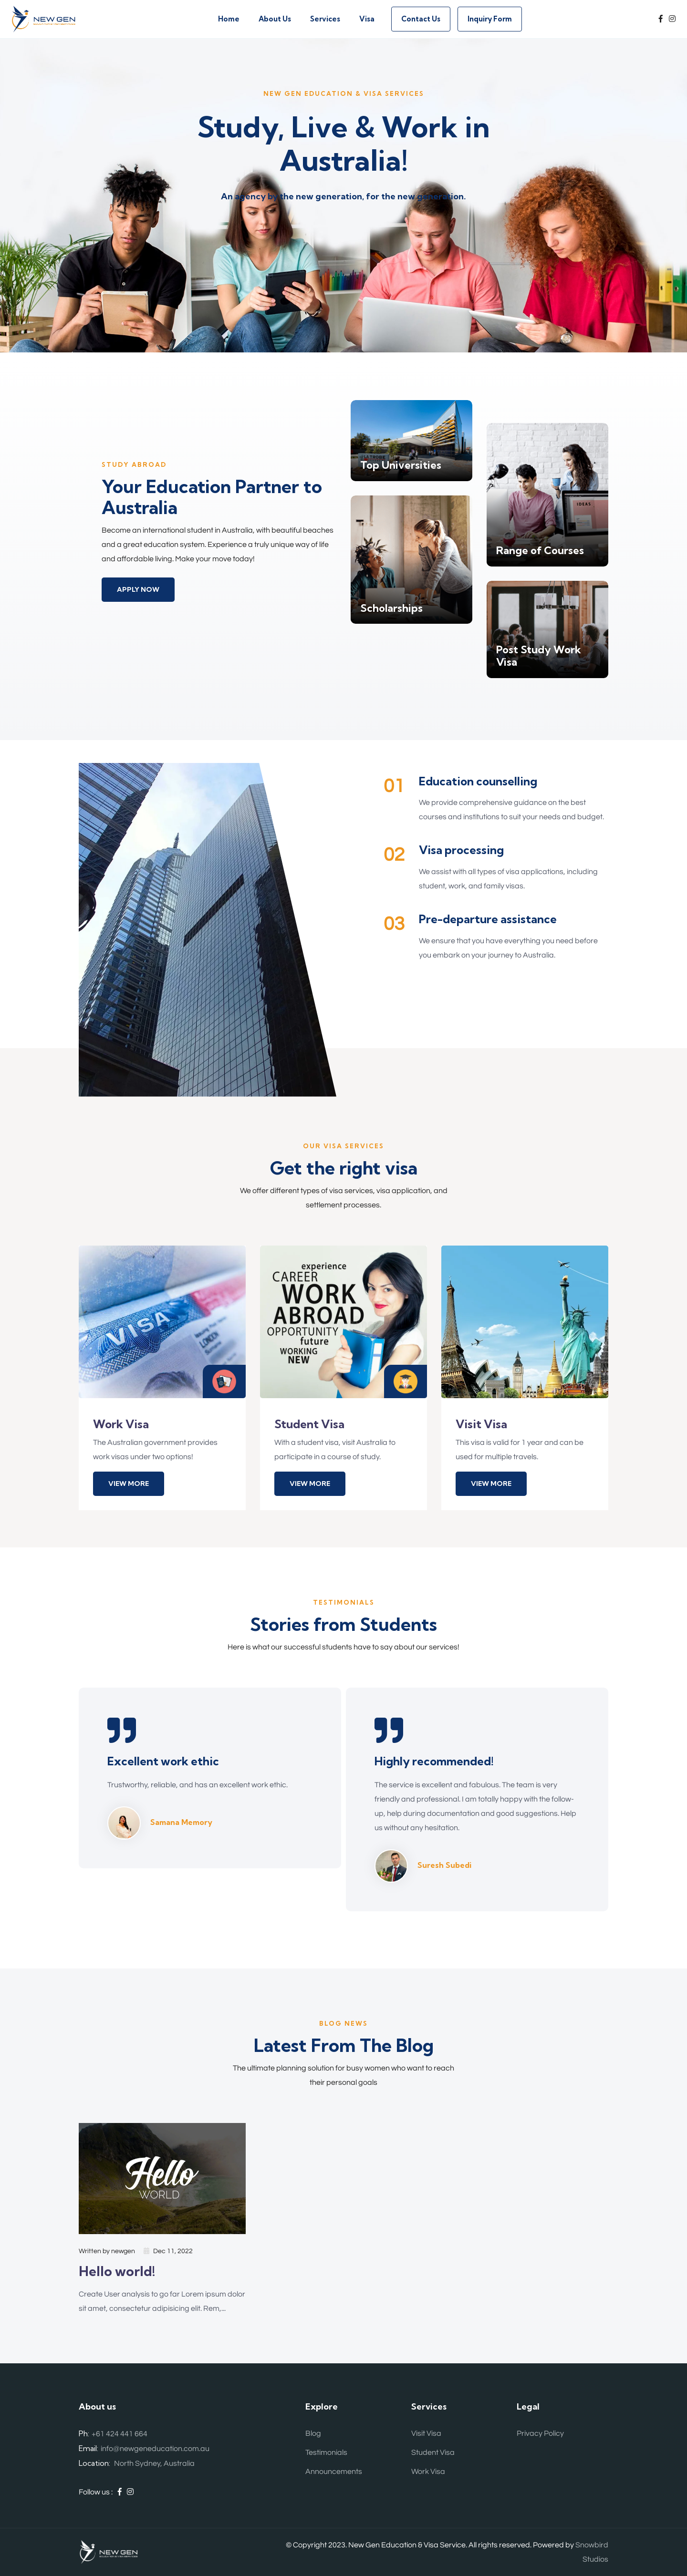 NEW GEN
Home
About Us
Services
Visa
Contact Us
Inquiry Form
NEW GEN EDUCATION & VISA SERVICES
Study, Live & Work in
Australia!
An agency by the new generation, for the new generation.
STUDY ABROAD
Your Education Partner to
Australia
Become an international student in Australia, with beautiful beaches
and a great education system. Experience a truly unique way of life
and affordable living. Make your move today!
APPLY NOW
Top Universities
Scholarships
IDEAS
Range of Courses
Post Study Work
Visa
01
Education counselling
We provide comprehensive guidance on the best
courses and institutions to suit your needs and budget.
02
Visa processing
We assist with all types of visa applications, including
student, work, and family visas.
03
Pre-departure assistance
We ensure that you have everything you need before
you embark on your journey to Australia.
OUR VISA SERVICES
Get the right visa
We offer different types of visa services, visa application, and
settlement processes.
VISA
experience
CAREER
WORK
ABROAD
OPPORTUNITY
future
WORKING
NEW
Work Visa
The Australian government provides
work visas under two options!
VIEW MORE
Student Visa
With a student visa, visit Australia to
participate in a course of study.
VIEW MORE
Visit Visa
This visa is valid for 1 year and can be
used for multiple travels.
VIEW MORE
TESTIMONIALS
Stories from Students
Here is what our successful students have to say about our services!
Excellent work ethic
Trustworthy, reliable, and has an excellent work ethic.
Samana Memory
Highly recommended!
The service is excellent and fabulous. The team is very
friendly and professional. I am totally happy with the follow-
up, help during documentation and good suggestions. Help
us without any hesitation.
Suresh Subedi
BLOG NEWS
Latest From The Blog
The ultimate planning solution for busy women who want to reach
their personal goals
Hello
WORLD
Written by newgen
Dec 11, 2022
Hello world!
Create User analysis to go far Lorem ipsum dolor
sit amet, consectetur adipisicing elit. Rem,...
About us
Ph: +61 424 441 664
Email: info@newgeneducation.com.au
Location: North Sydney, Australia
Follow us :
Explore
Blog
Testimonials
Announcements
Services
Visit Visa
Student Visa
Work Visa
Legal
Privacy Policy
NEW GEN
© Copyright 2023. New Gen Education & Visa Service. All rights reserved. Powered by Snowbird
Studios